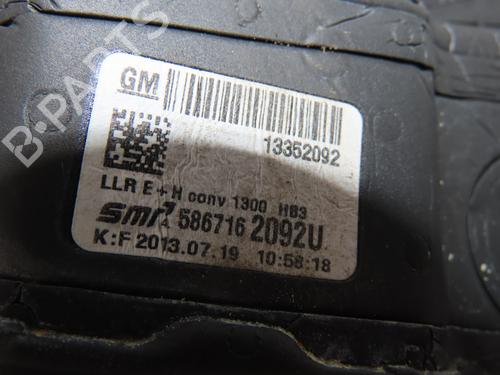 GM
13352092
LLR E+H conv 1300 HB3
smr 586716 2092U
K:F 2013.07.19 10:58:18
B-PARTS